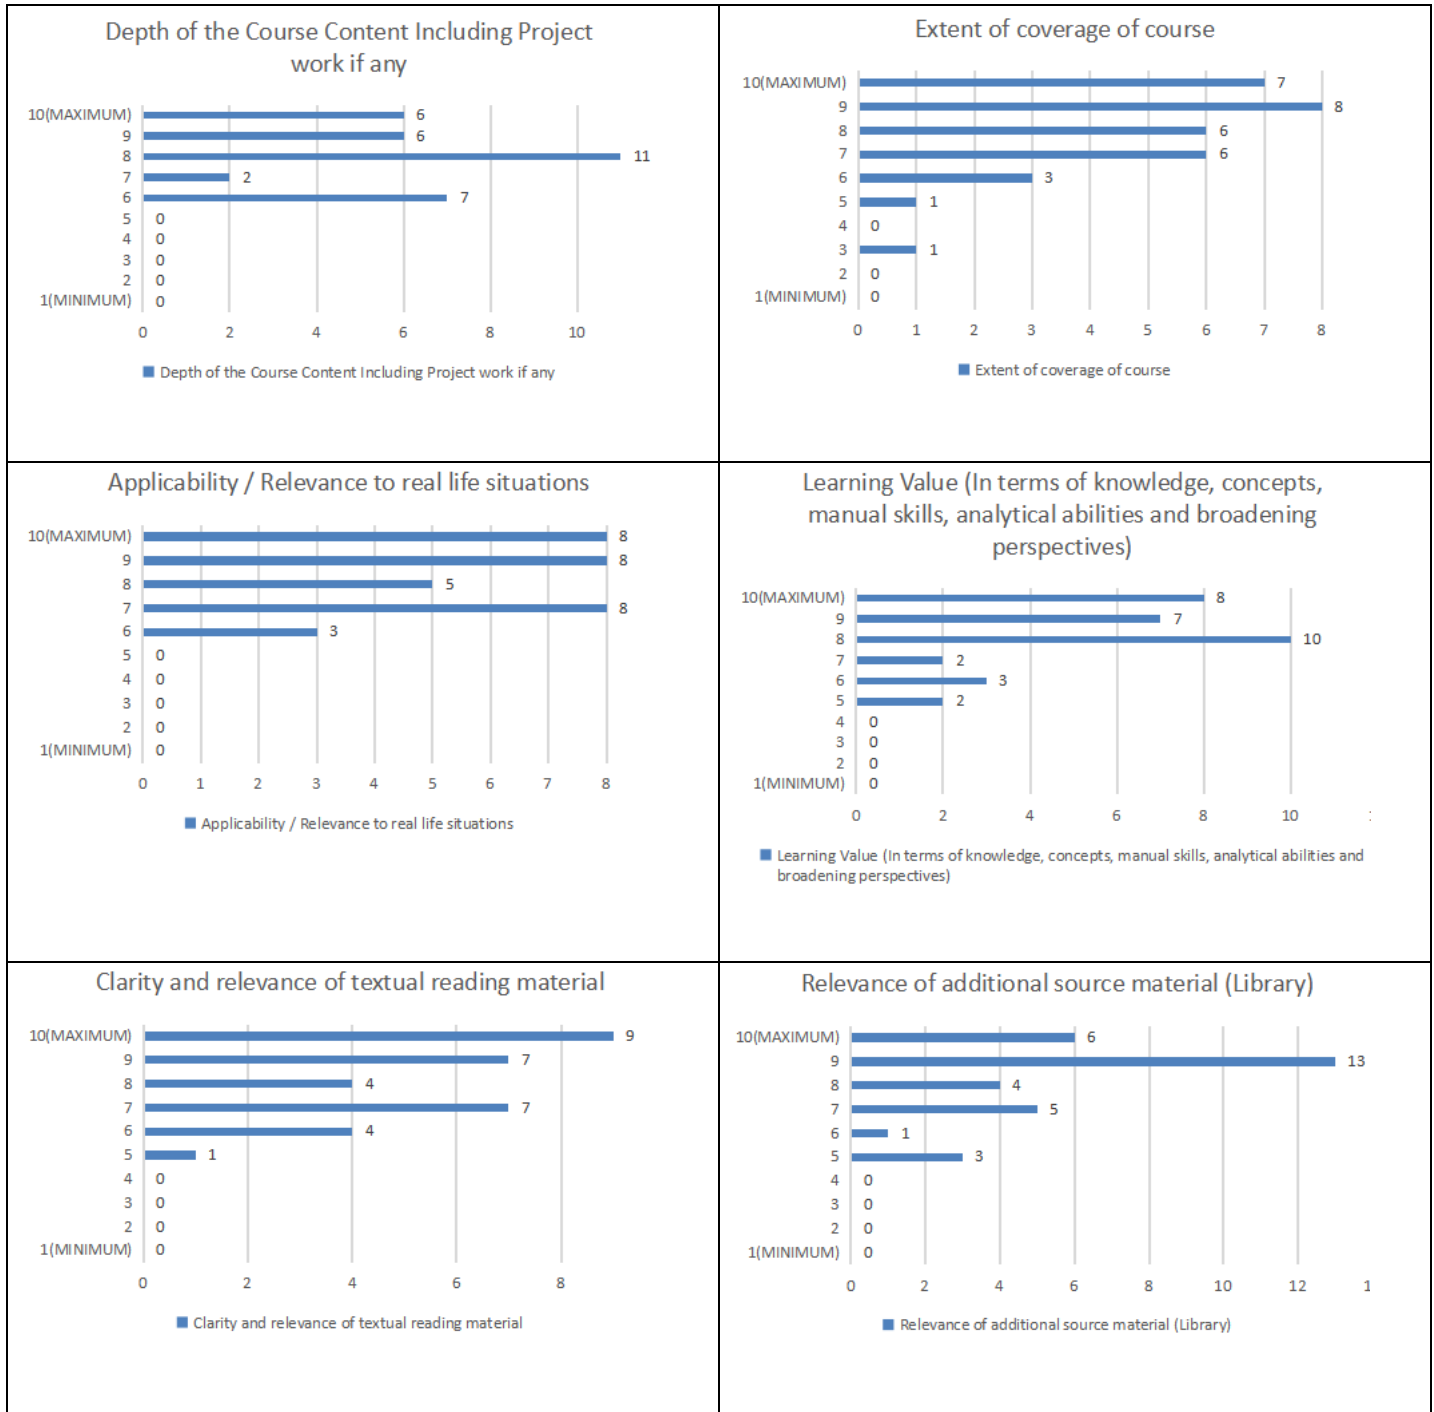 Depth of the Course Content Including Project
work if any
10(MAXIMUM) 6
9 6
8 11
7 2
6 7
5 0
4 0
3 0
2 0
1(MINIMUM) 0
0 2 4 6 8 10
Depth of the Course Content Including Project work if any
Extent of coverage of course
10(MAXIMUM) 7
9 8
8 6
7 6
6 3
5 1
4 0
3 1
2 0
1(MINIMUM) 0
0 1 2 3 4 5 6 7 8
Extent of coverage of course
Applicability / Relevance to real life situations
10(MAXIMUM) 8
9 8
8 5
7 8
6 3
5 0
4 0
3 0
2 0
1(MINIMUM) 0
0 1 2 3 4 5 6 7 8
Applicability / Relevance to real life situations
Learning Value (In terms of knowledge, concepts,
manual skills, analytical abilities and broadening
perspectives)
10(MAXIMUM) 8
9 7
8 10
7 2
6 3
5 2
4 0
3 0
2 0
1(MINIMUM) 0
0 2 4 6 8 10
Learning Value (In terms of knowledge, concepts, manual skills, analytical abilities and
broadening perspectives)
Clarity and relevance of textual reading material
10(MAXIMUM) 9
9 7
8 4
7 7
6 4
5 1
4 0
3 0
2 0
1(MINIMUM) 0
0 2 4 6 8
Clarity and relevance of textual reading material
Relevance of additional source material (Library)
10(MAXIMUM) 6
9 13
8 4
7 5
6 1
5 3
4 0
3 0
2 0
1(MINIMUM) 0
0 2 4 6 8 10 12 1
Relevance of additional source material (Library)